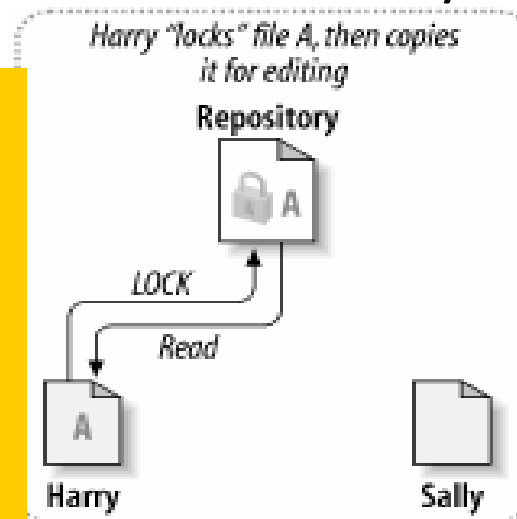 Harry "locks" file A, then copies
it for editing
Repository
A
LOCK
Read
A
Harry
Sally